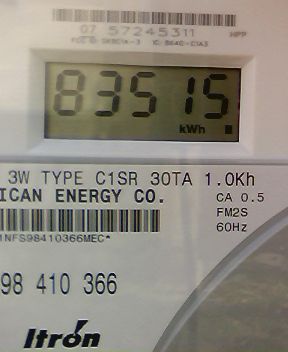 07 57245311 MPP
83515
kWh
3W TYPE C1SR 30TA 1.0Kh
ICAN ENERGY CO. CA 0.5
FM2S
1NFS98410366MEC*
60Hz
98 410 366
Itron